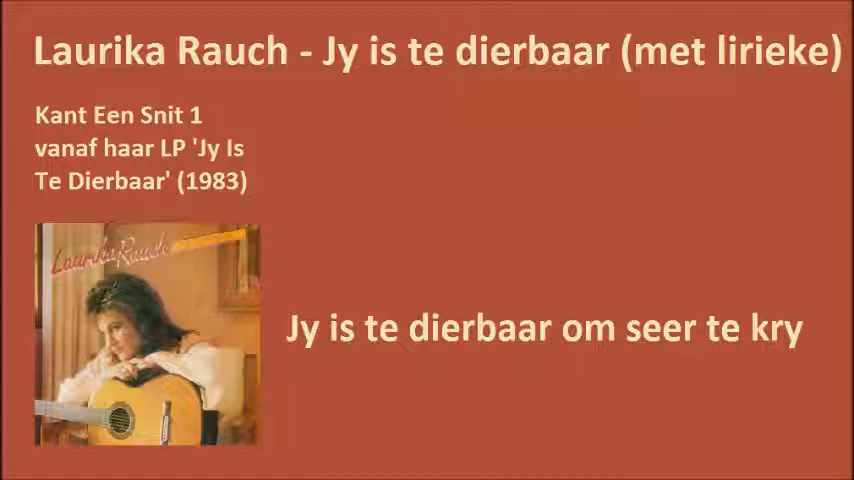 Laurika Rauch - Jy is te dierbaar (met lirieke)
Kant Een Snit 1
vanaf haar LP 'Jy Is
Te Dierbaar' (1983)
Laurika Rauch
Jy is te dierbaar om seer te kry